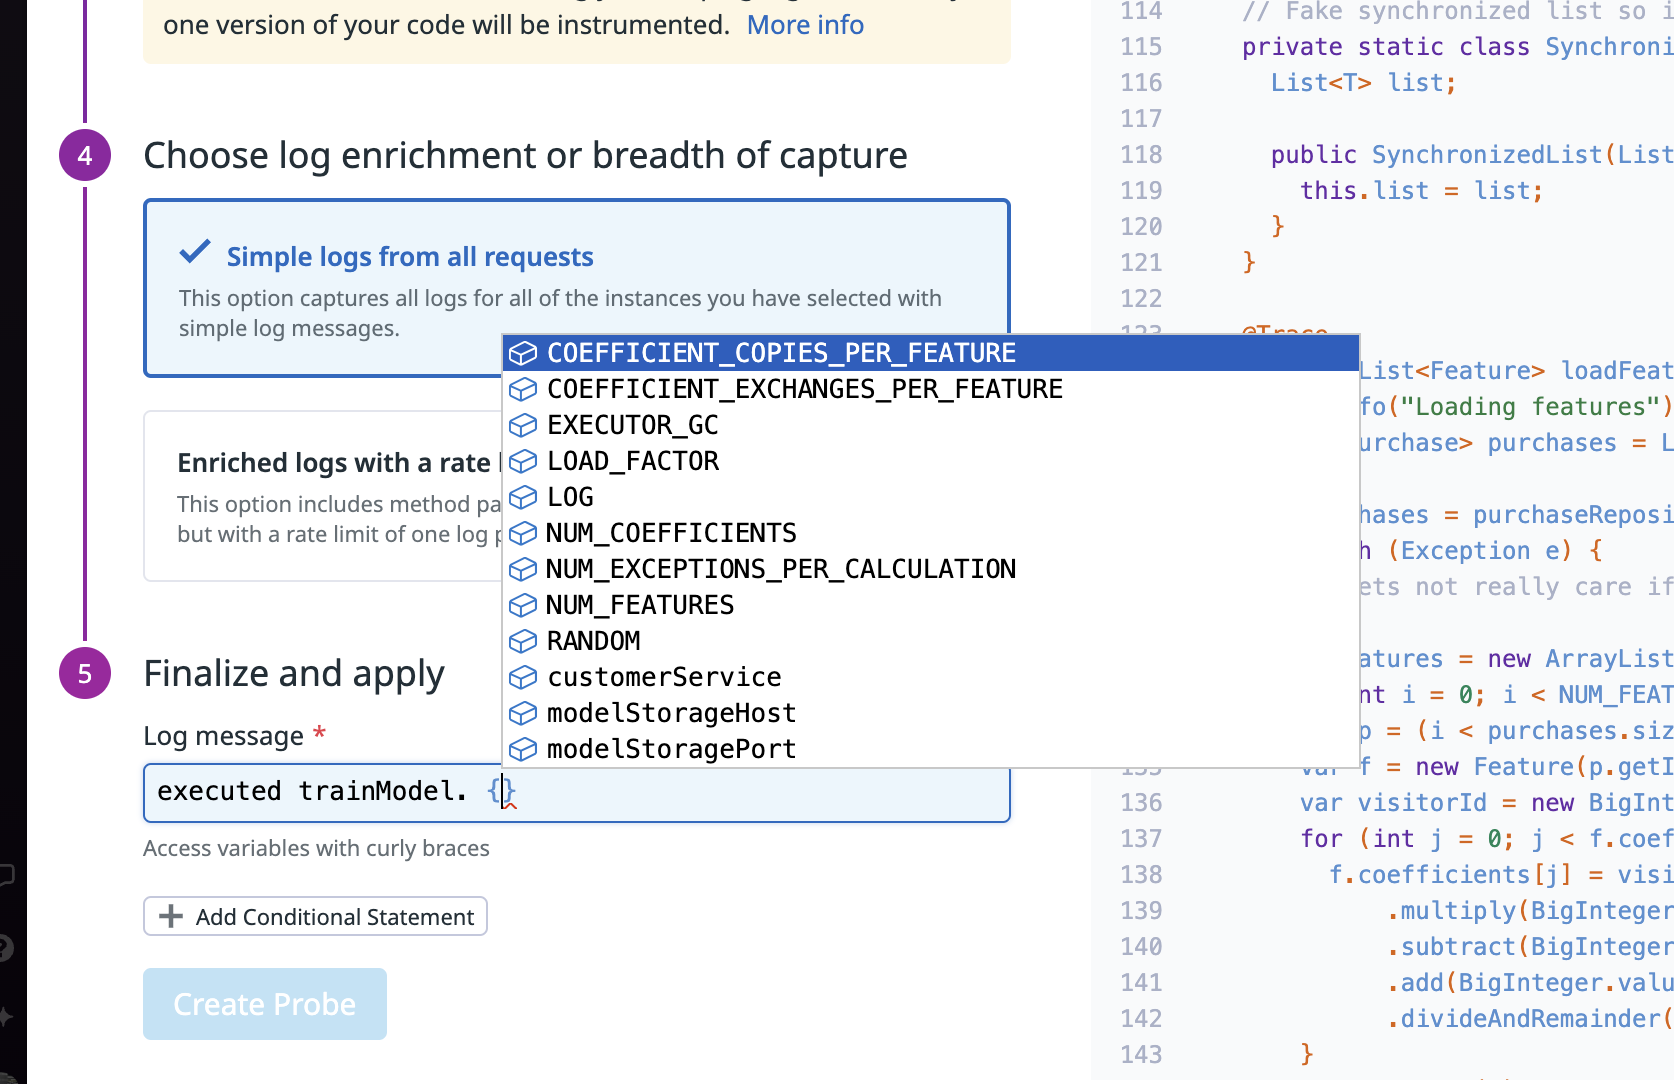 one version of your code will be instrumented. More info
4
Choose log enrichment or breadth of capture
Simple logs from all requests
This option captures all logs for all of the instances you have selected with
simple log messages.
Enriched logs with a rate
This option includes method
but with a rate limit of one log
COEFFICIENT_COPIES_PER_FEATURE
COEFFICIENT_EXCHANGES_PER_FEATURE
EXECUTOR_GC
LOAD_FACTOR
LOG
NUM_COEFFICIENTS
NUM_EXCEPTIONS_PER_CALCULATION
NUM_FEATURES
RANDOM
customerService
modelStorageHost
modelStoragePort
5
Finalize and apply
Log message *
executed trainModel. {}
Access variables with curly braces
Add Conditional Statement
Create Probe
114 // Fake synchronized list so i
115 private static class Synchroni
116 List<T> list;
117
118 public SynchronizedList(List
119 this.list = list;
120 }
121 }
122
123 @Trace
List<Feature> loadFeat
fo("Loading features")
urchase> purchases = L
hases = purchaseReposi
h (Exception e) {
ets not really care if
atures = new ArrayList
nt i = 0; i < NUM_FEAT
p = (i < purchases.siz
135 var f = new Feature(p.getI
136 var visitorId = new BigInt
137 for (int j = 0; j < f.coef
138 f.coefficients[j] = visi
139 .multiply(BigInteger
140 .subtract(BigInteger
141 .add(BigInteger.valu
142 .divideAndRemainder(
143 }